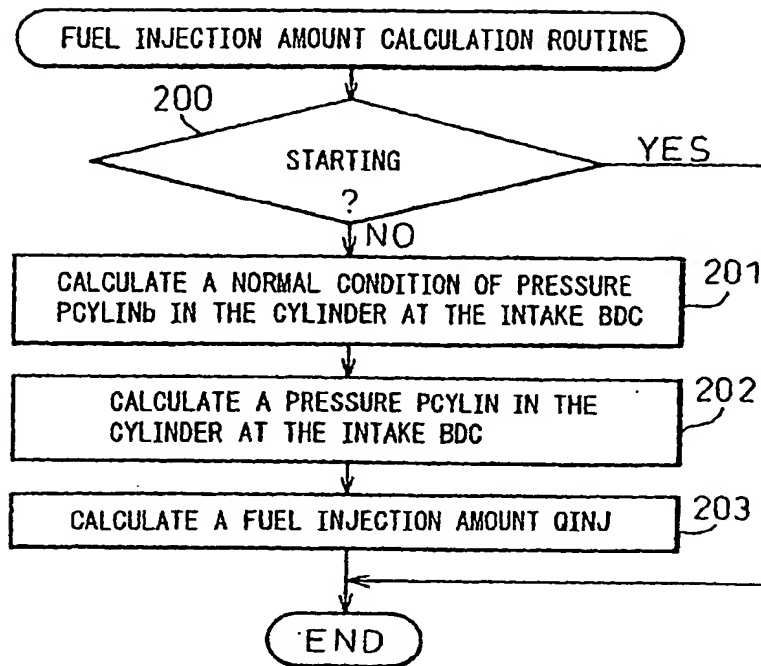 FUEL INJECTION AMOUNT CALCULATION ROUTINE
200
STARTING
?
YES
NO
CALCULATE A NORMAL CONDITION OF PRESSURE
PCYLINb IN THE CYLINDER AT THE INTAKE BDC
201
CALCULATE A PRESSURE PCYLIN IN THE
CYLINDER AT THE INTAKE BDC
202
CALCULATE A FUEL INJECTION AMOUNT QINJ
203
END